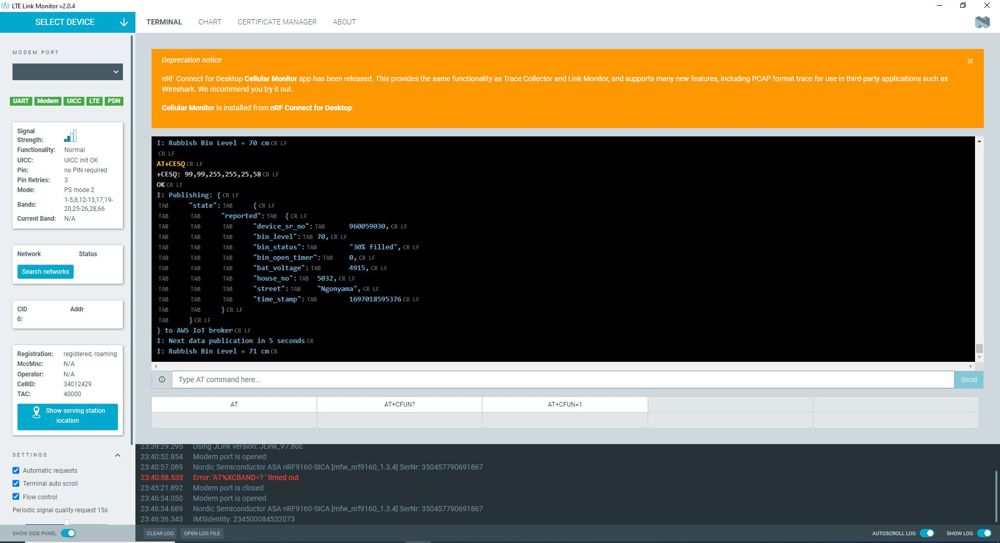 LTE Link Monitor v2.0.4
SELECT DEVICE
TERMINAL CHART CERTIFICATE MANAGER ABOUT
MODEM PORT
UART Modem UICC LTE PDN
Signal Strength:
Functionality: Normal
UICC: UICC init OK
Pin: no PIN required
Pin Retries: 3
Mode: PS mode 2
Bands: 1-5,8,12-13,17,19-20,25-26,28,66
Current Band: N/A
Network Status
Search networks
CID Addr
0:
Registration: registered, roaming
MccMnc: N/A
Operator: N/A
CellID: 34012429
TAC: 40000
Show serving station location
SETTINGS
Automatic requests
Terminal auto scroll
Flow control
Periodic signal quality request 15s
SHOW SIDE PANEL
Deprecation notice
nRF Connect for Desktop Cellular Monitor app has been released. This provides the same functionality as Trace Collector and Link Monitor, and supports many new features, including PCAP format trace for use in third-party applications such as
Wireshark. We recommend you try it out.
Cellular Monitor is installed from nRF Connect for Desktop.
I: Rubbish Bin Level = 70 cm CR LF
CR LF
AT+CESQ CR LF
+CESQ: 99,99,255,255,25,58 CR LF
OK CR LF
I: Publishing: { CR LF
TAB "state": TAB { CR LF
TAB TAB "reported": TAB { CR LF
TAB TAB TAB "device_sr_no": TAB 960059030, CR LF
TAB TAB TAB "bin_level": TAB 70, CR LF
TAB TAB TAB "bin_status": TAB "30% filled", CR LF
TAB TAB TAB "bin_open_timer": TAB 0, CR LF
TAB TAB TAB "bat_voltage": TAB 4915, CR LF
TAB TAB TAB "house_no": TAB 5032, CR LF
TAB TAB TAB "street": TAB "Ngonyama", CR LF
TAB TAB TAB "time_stamp": TAB 1697018595376 CR LF
TAB TAB } CR LF
TAB } CR LF
} to AWS IoT broker CR LF
I: Next data publication in 5 seconds CR
I: Rubbish Bin Level = 71 cm CR
Type AT command here... Send
AT AT+CFUN? AT+CFUN=1
23:39:29.295 Using JLink version: JLink_V7.80c
23:40:52.854 Modem port is opened
23:40:57.089 Nordic Semiconductor ASA nRF9160-SICA [mfw_nrf9160_1.3.4] SerNr: 350457790691867
23:40:58.533 Error: 'AT%XCBAND=? ' timed out
23:45:21.892 Modem port is closed
23:46:34.050 Modem port is opened
23:46:34.689 Nordic Semiconductor ASA nRF9160-SICA [mfw_nrf9160_1.3.4] SerNr: 350457790691867
23:46:36.343 IMSIdentity: 234500084532073
CLEAR LOG OPEN LOG FILE AUTOSCROLL LOG SHOW LOG